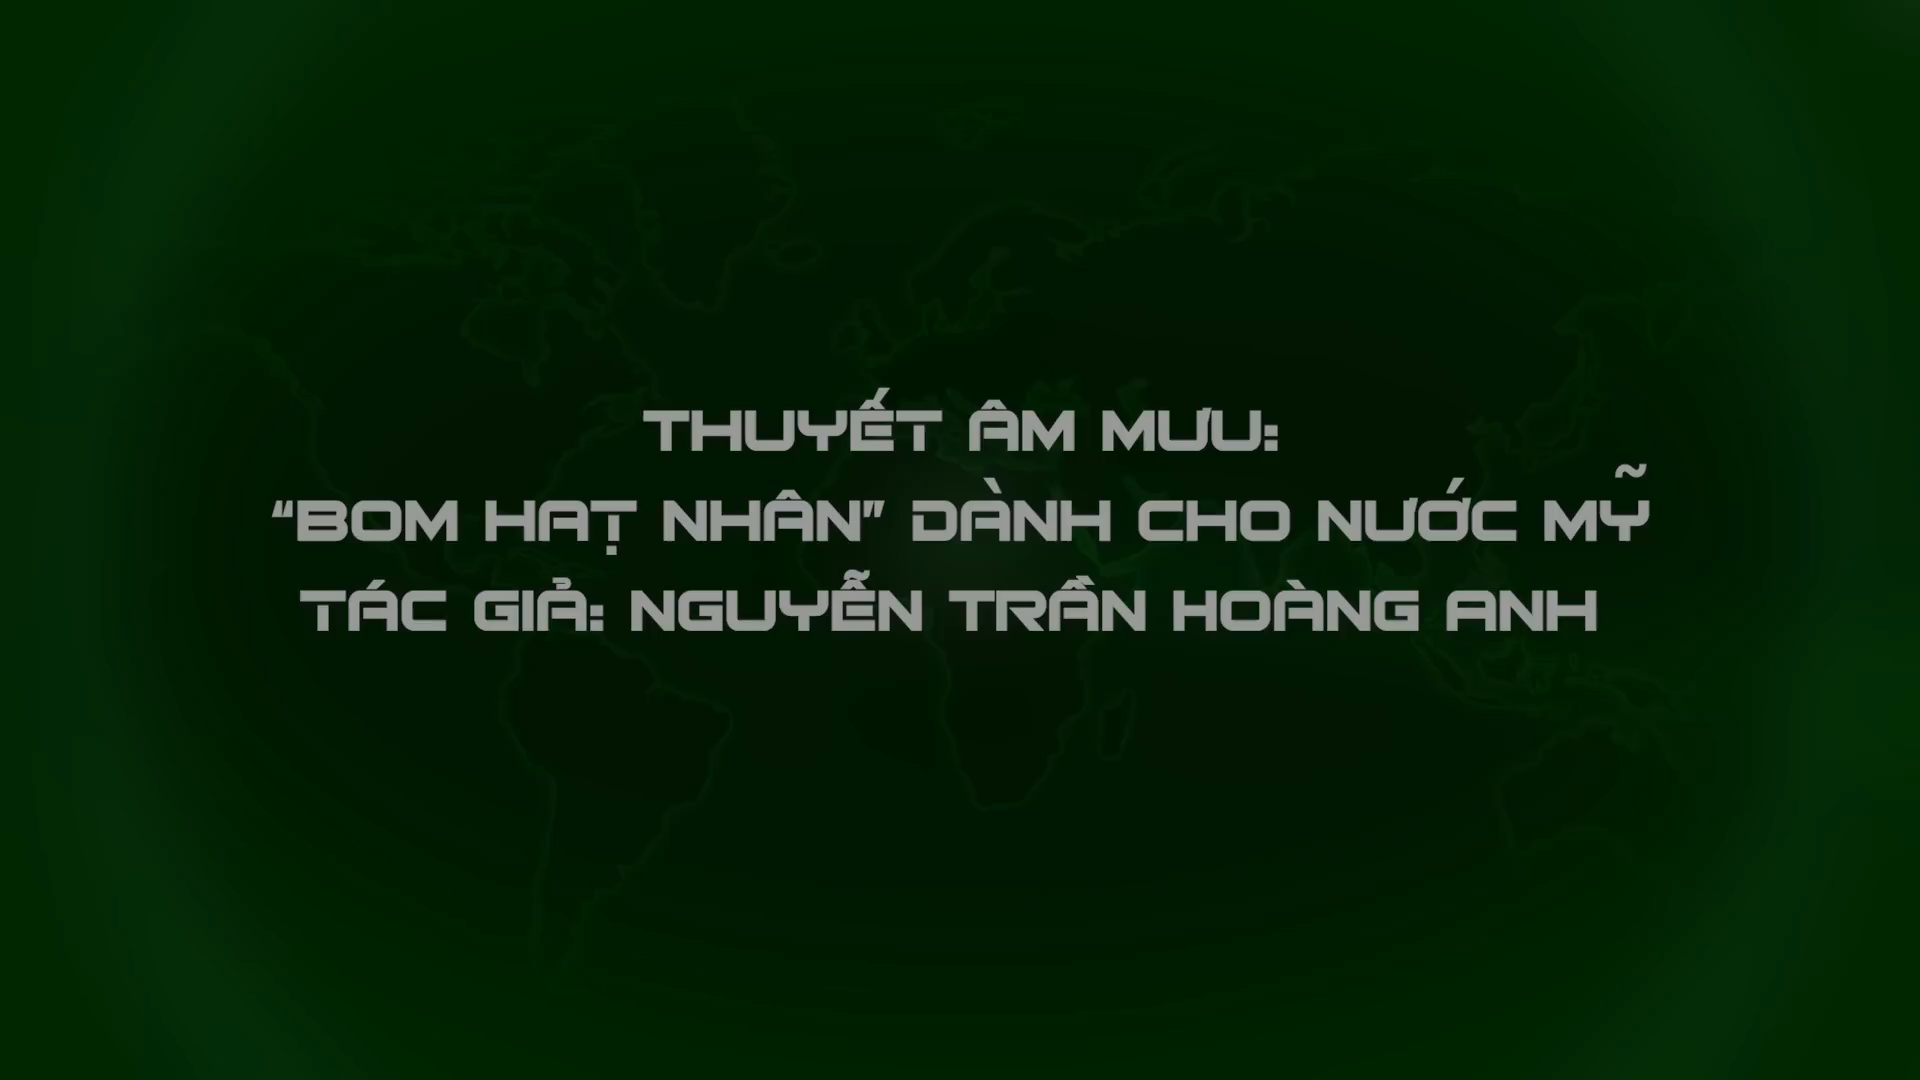 THUYẾT ÂM MƯU:
“BOM HẠT NHÂN” DÀNH CHO NƯỚC MỸ
TÁC GIẢ: NGUYỄN TRẦN HOÀNG ANH